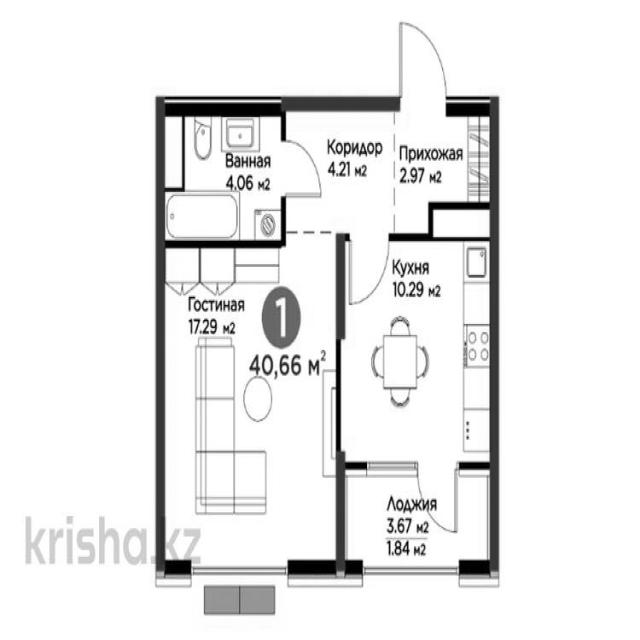 Коридор
4.21 м2
Прихожая
2.97 м2
Ванная
4.06 м2
Кухня
10.29 м2
Гостиная
17.29 м2
1
40,66 м2
Лоджия
3.67 м2
1.84 м2
krisha.kz